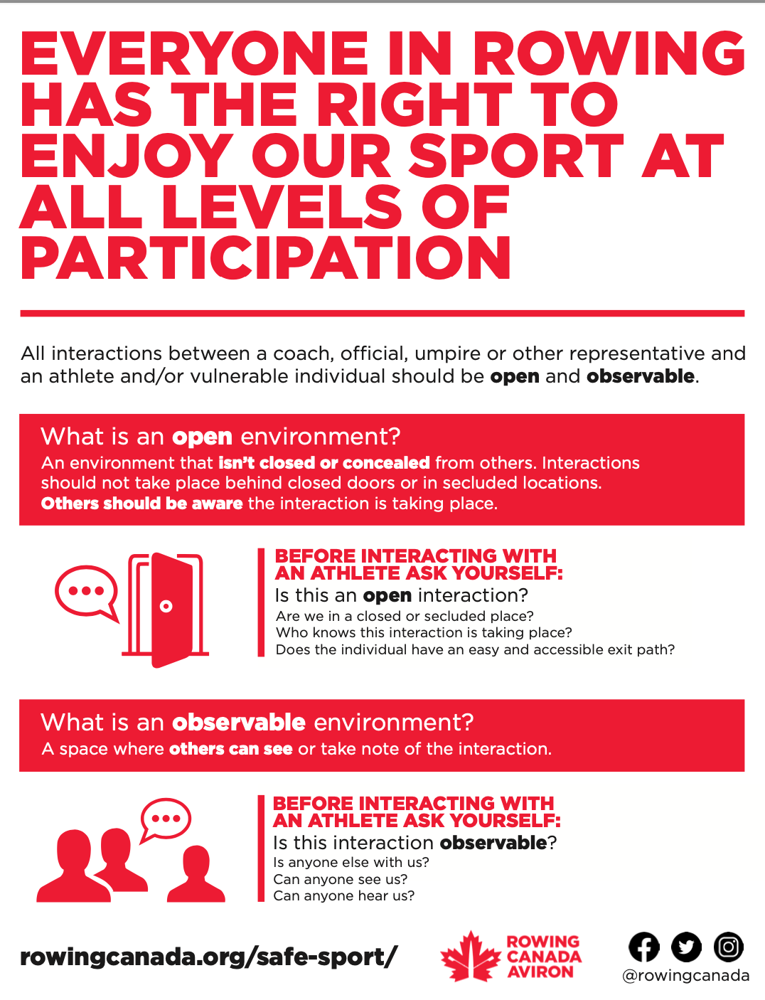 EVERYONE IN ROWING
HAS THE RIGHT TO
ENJOY OUR SPORT AT
ALL LEVELS OF
PARTICIPATION
All interactions between a coach, official, umpire or other representative and
an athlete and/or vulnerable individual should be open and observable.
What is an open environment?
An environment that isn’t closed or concealed from others. Interactions
should not take place behind closed doors or in secluded locations.
Others should be aware the interaction is taking place.
BEFORE INTERACTING WITH
AN ATHLETE ASK YOURSELF:
Is this an open interaction?
Are we in a closed or secluded place?
Who knows this interaction is taking place?
Does the individual have an easy and accessible exit path?
What is an observable environment?
A space where others can see or take note of the interaction.
BEFORE INTERACTING WITH
AN ATHLETE ASK YOURSELF:
Is this interaction observable?
Is anyone else with us?
Can anyone see us?
Can anyone hear us?
rowingcanada.org/safe-sport/
ROWING
CANADA
AVIRON
@rowingcanada